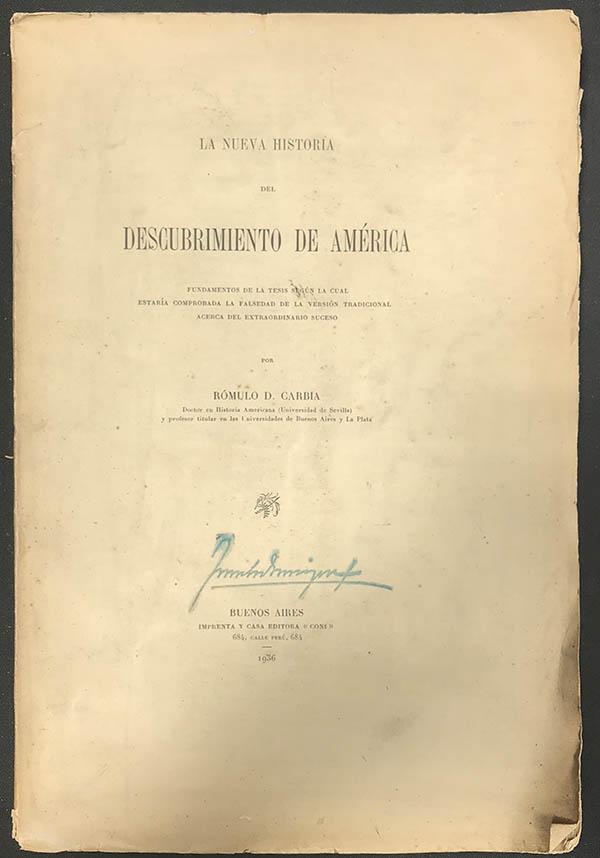 LA NUEVA HISTORIA
DEL
DESCUBRIMIENTO DE AMÉRICA
FUNDAMENTOS DE LA TESIS SEGÚN LA CUAL
ESTARÍA COMPROBADA LA FALSEDAD DE LA VERSIÓN TRADICIONAL
ACERCA DEL EXTRAORDINARIO SUCESO
POR
RÓMULO D. CARBIA
Doctor en Historia Americana (Universidad de Sevilla)
y profesor titular en las Universidades de Buenos Aires y La Plata
BUENOS AIRES
IMPRENTA Y CASA EDITORA « CONI »
684, CALLE PERÚ, 684
1936